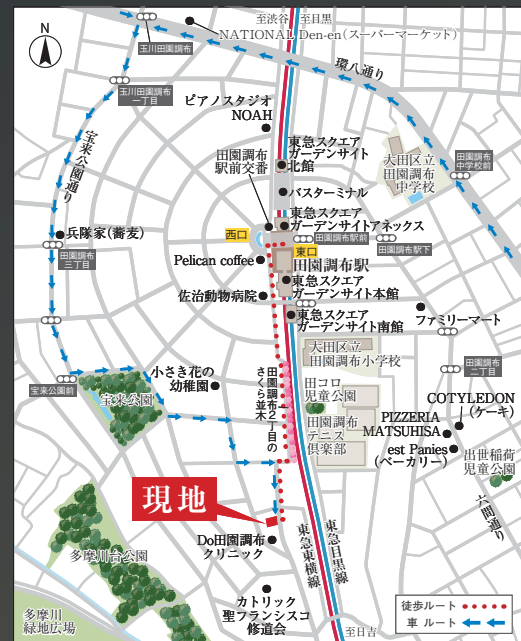 N
至渋谷
至目黒
NATIONAL Den-en(スーパーマーケット)
玉川田園調布
環八通り
玉川田園調布
一丁目
ピアノスタジオ
NOAH
宝来公園通り
田園調布
駅前交番
東急スクエア
ガーデンサイト
北館
大田区立
田園調布
中学校
田園調布
中学校前
バスターミナル
兵隊家(蕎麦)
田園調布
三丁目
西口
東急スクエア
ガーデンサイトアネックス
田園調布駅前
田園調布駅下
東口
田園調布駅
Pelican coffee
東急スクエア
ガーデンサイト本館
佐治動物病院
東急スクエア
ガーデンサイト南館
ファミリーマート
大田区立
田園調布小学校
田園調布
二丁目
宝来公園前
宝来公園
小さき花の
幼稚園
田園調布2丁目の
さくら並木
田コロ
児童公園
田園調布
テニス
倶楽部
COTYLEDON
(ケーキ)
PIZZERIA
MATSUHISA
est Panies
(ベーカリー)
出世稲荷
児童公園
六間通り
現地
Do田園調布
クリニック
東急東横線
東急目黒線
多摩川台公園
カトリック
聖フランシスコ
修道会
多摩川
緑地広場
至日吉
徒歩ルート
車 ルート